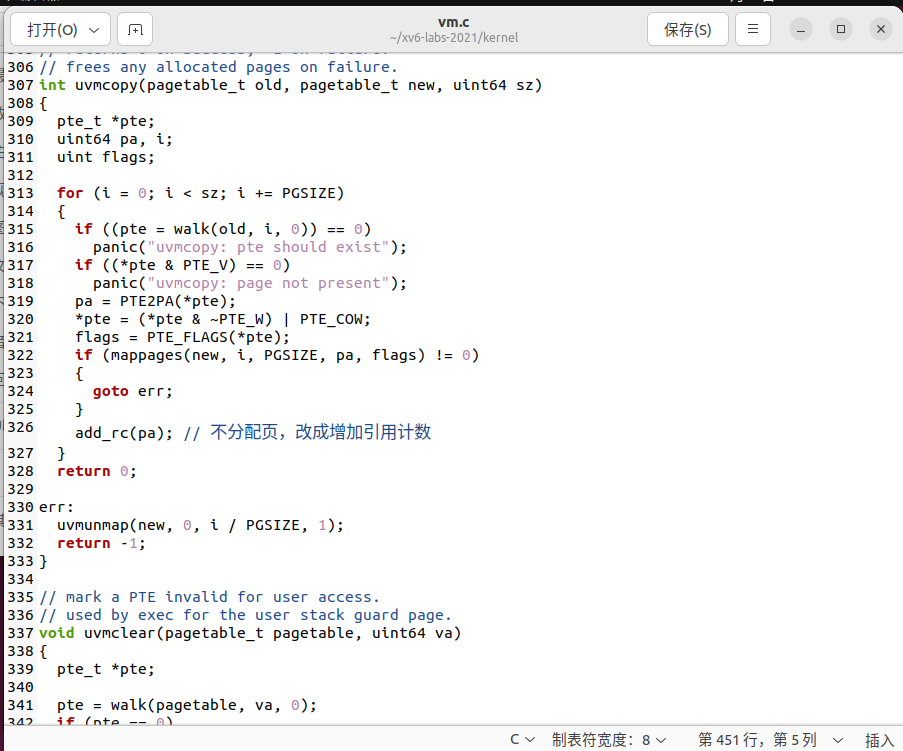 打开(O)
vm.c
~/xv6-labs-2021/kernel
保存(S)
306 // frees any allocated pages on failure.
307 int uvmcopy(pagetable_t old, pagetable_t new, uint64 sz)
308 {
309   pte_t *pte;
310   uint64 pa, i;
311   uint flags;
312
313   for (i = 0; i < sz; i += PGSIZE)
314   {
315     if ((pte = walk(old, i, 0)) == 0)
316       panic("uvmcopy: pte should exist");
317     if ((*pte & PTE_V) == 0)
318       panic("uvmcopy: page not present");
319     pa = PTE2PA(*pte);
320     *pte = (*pte & ~PTE_W) | PTE_COW;
321     flags = PTE_FLAGS(*pte);
322     if (mappages(new, i, PGSIZE, pa, flags) != 0)
323     {
324       goto err;
325     }
326     add_rc(pa); // 不分配页，改成增加引用计数
327   }
328   return 0;
329
330 err:
331   uvmunmap(new, 0, i / PGSIZE, 1);
332   return -1;
333 }
334
335 // mark a PTE invalid for user access.
336 // used by exec for the user stack guard page.
337 void uvmclear(pagetable_t pagetable, uint64 va)
338 {
339   pte_t *pte;
340
341   pte = walk(pagetable, va, 0);
342   if (pte == 0)
C 制表符宽度：8 第 451 行，第 5 列 插入